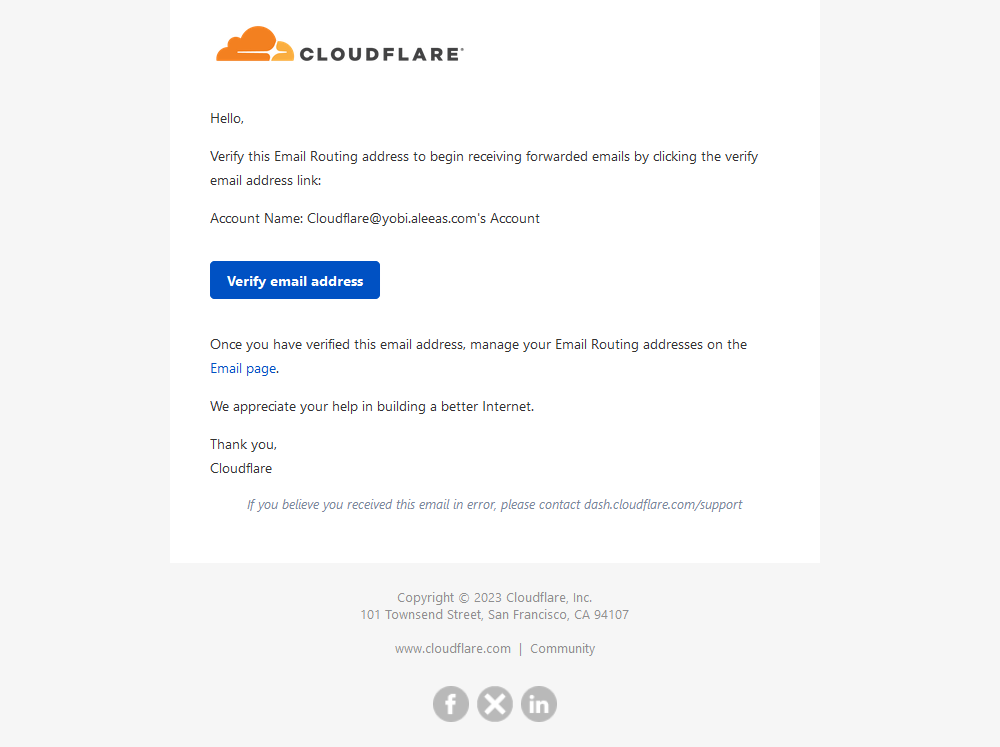 CLOUDFLARE®
Hello,
Verify this Email Routing address to begin receiving forwarded emails by clicking the verify
email address link:
Account Name: Cloudflare@yobi.aleeas.com's Account
Verify email address
Once you have verified this email address, manage your Email Routing addresses on the
Email page.
We appreciate your help in building a better Internet.
Thank you,
Cloudflare
If you believe you received this email in error, please contact dash.cloudflare.com/support
Copyright © 2023 Cloudflare, Inc.
101 Townsend Street, San Francisco, CA 94107
www.cloudflare.com | Community